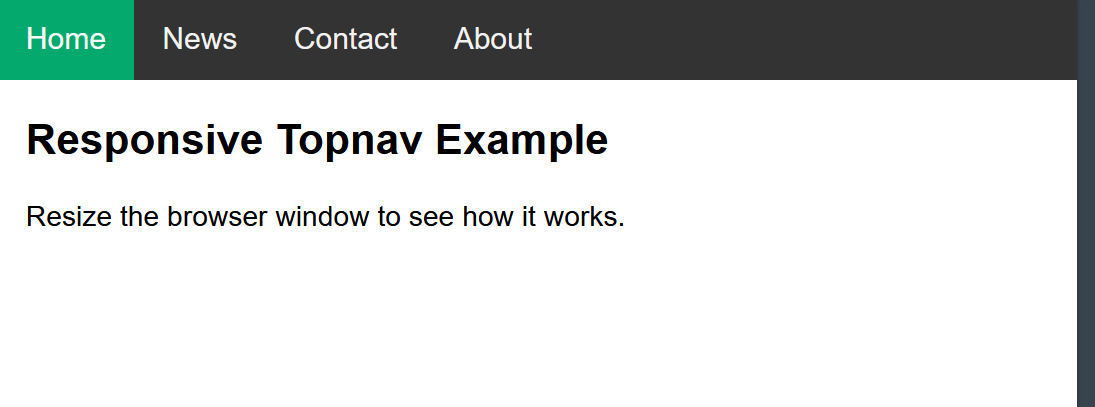 Home News Contact About
Responsive Topnav Example
Resize the browser window to see how it works.